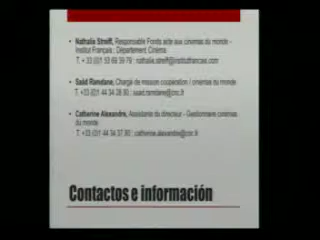 • Nathalie Streiff, Responsable Fonds aide aux cinémas du monde -
Institut Français ; Département Cinéma
T. + 33 (0)1 53 69 39 78 : nathalie.streiff@institutfrancais.com
• Saïd Ramdane, Chargé de mission coopération / cinémas du monde
T. +33 (0)1 44 34 38 90 : said.ramdane@cnc.fr
• Catherine Alexandre, Assistante du directeur - Gestionnaire cinémas
du monde
T. +33 (0)1 44 34 37 80 : catherine.alexandre@cnc.fr
Contactos e información